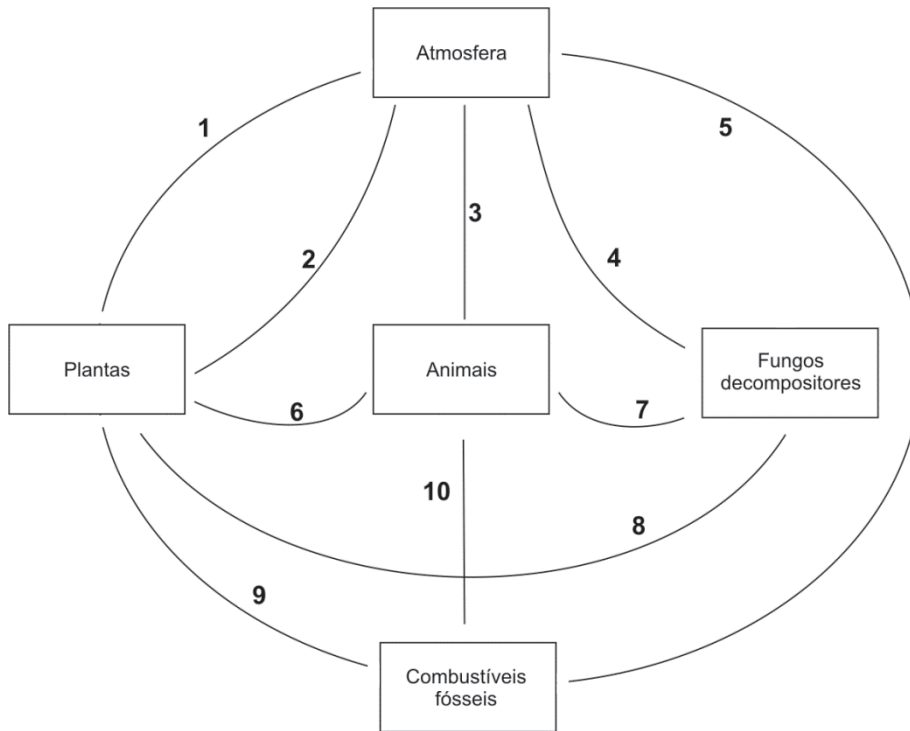 Atmosfera
1
5
3
2
4
Plantas
Animais
Fungos
decompositores
6
7
10
8
9
Combustíveis
fósseis